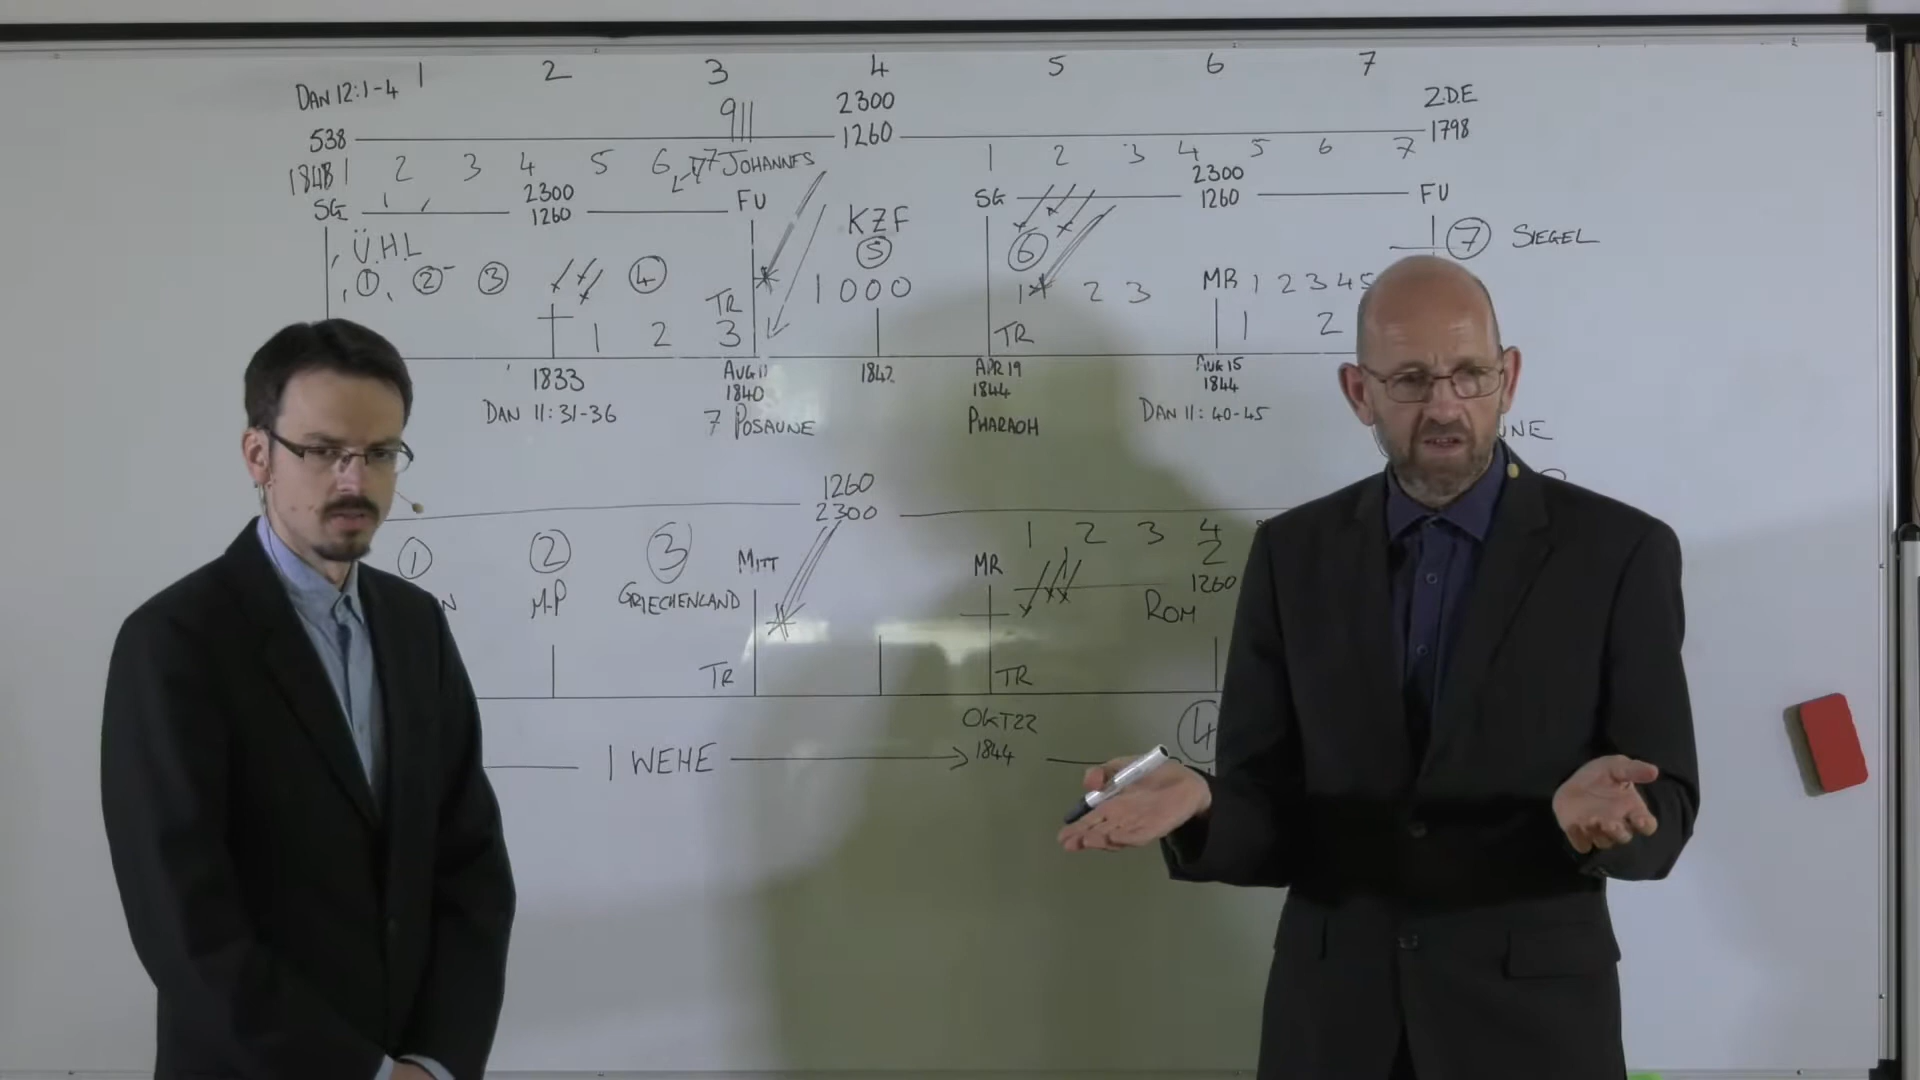 1 2 3 4 5 6 7
DAN 12:1-4
911 2300 Z.D.E
538 1260 1798
1 2 3 4 5 6 7 JOHANNES 1 2 3 4 5 6 7
2300 2300
SG 1260 FU SG 1260 FU
KZF
Ü.H.L 5 6 7 SIEGEL
1 2 3 4
TR 1000 1 2 3 MR 1 2 3 4 5
1 2 3 TR 1 2
1833 AUG 11 1842 APR 19 AUG 15
1840 1844 1844
DAN 11:31-36 7 POSAUNE PHARAOH DAN 11:40-45
1260
2300
1 2 3 MITT MR 1 2 3 4
2
M-P GRIECHENLAND 1260
ROM
TR TR
OKT 22
1 WEHE 1844 4